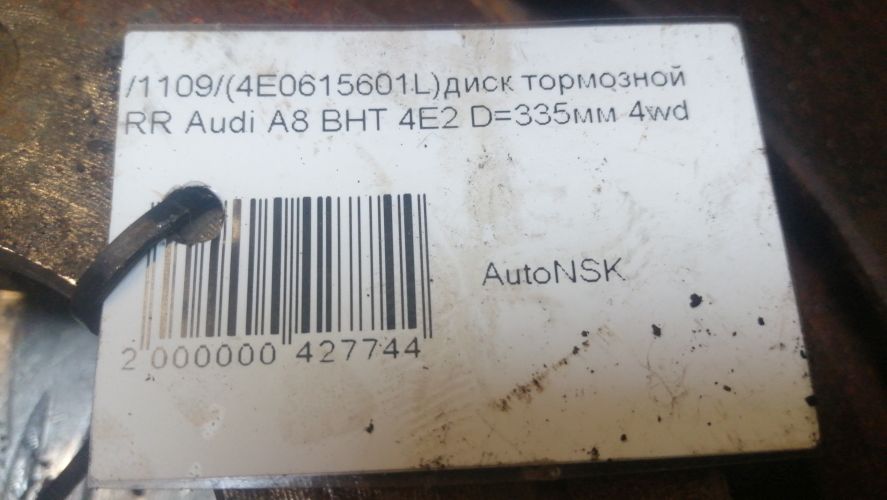 /1109/(4E0615601L)диск тормозной
RR Audi A8 BHT 4E2 D=335мм 4wd
AutoNSK
2 000000 427744